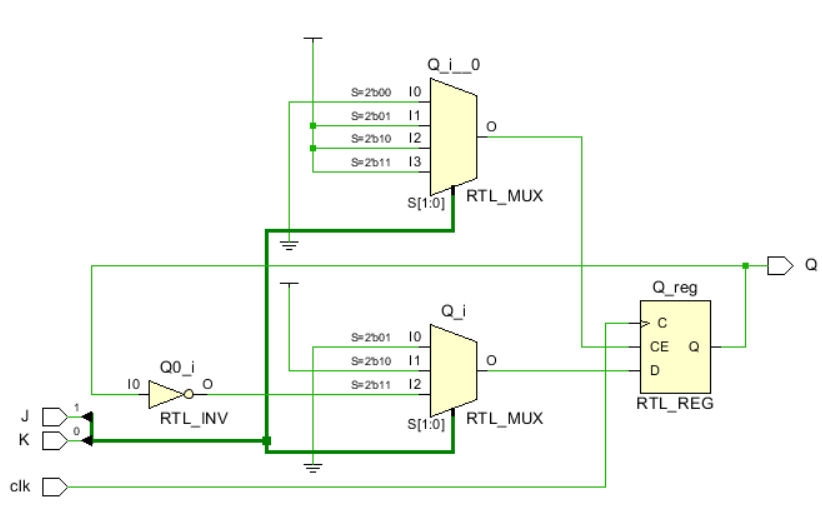 Q_i__0
S=2'b00 I0
S=2'b01 I1
S=2'b10 I2
S=2'b11 I3
O
S[1:0]
RTL_MUX
Q
Q_reg
C
CE Q
D
RTL_REG
Q_i
S=2'b01 I0
S=2'b10 I1
S=2'b11 I2
O
S[1:0]
RTL_MUX
Q0_i
I0 O
RTL_INV
J 1
K 0
clk